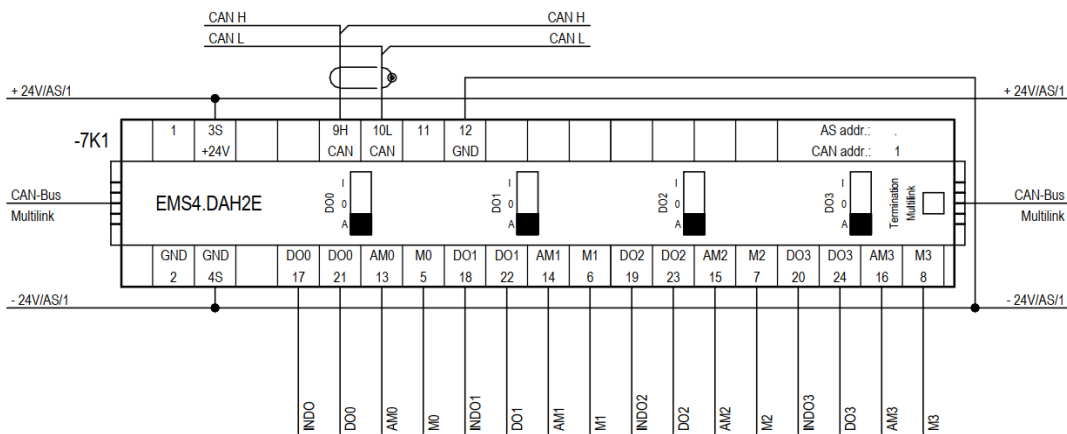 CAN H CAN H
CAN L CAN L
+ 24V/AS/1 + 24V/AS/1
-7K1
1 3S 9H 10L 11 12 AS addr.: .
+24V CAN CAN GND CAN addr.: 1
CAN-Bus
Multilink
EMS4.DAH2E
DO0 I 0 A
DO1 I 0 A
DO2 I 0 A
DO3 I 0 A
Termination
Multilink
CAN-Bus
Multilink
GND GND DO0 DO0 AM0 M0 DO1 DO1 AM1 M1 DO2 DO2 AM2 M2 DO3 DO3 AM3 M3
2 4S 17 21 13 5 18 22 14 6 19 23 15 7 20 24 16 8
- 24V/AS/1 - 24V/AS/1
INDO DO0 AM0 M0 INDO1 DO1 AM1 M1 INDO2 DO2 AM2 M2 INDO3 DO3 AM3 M3